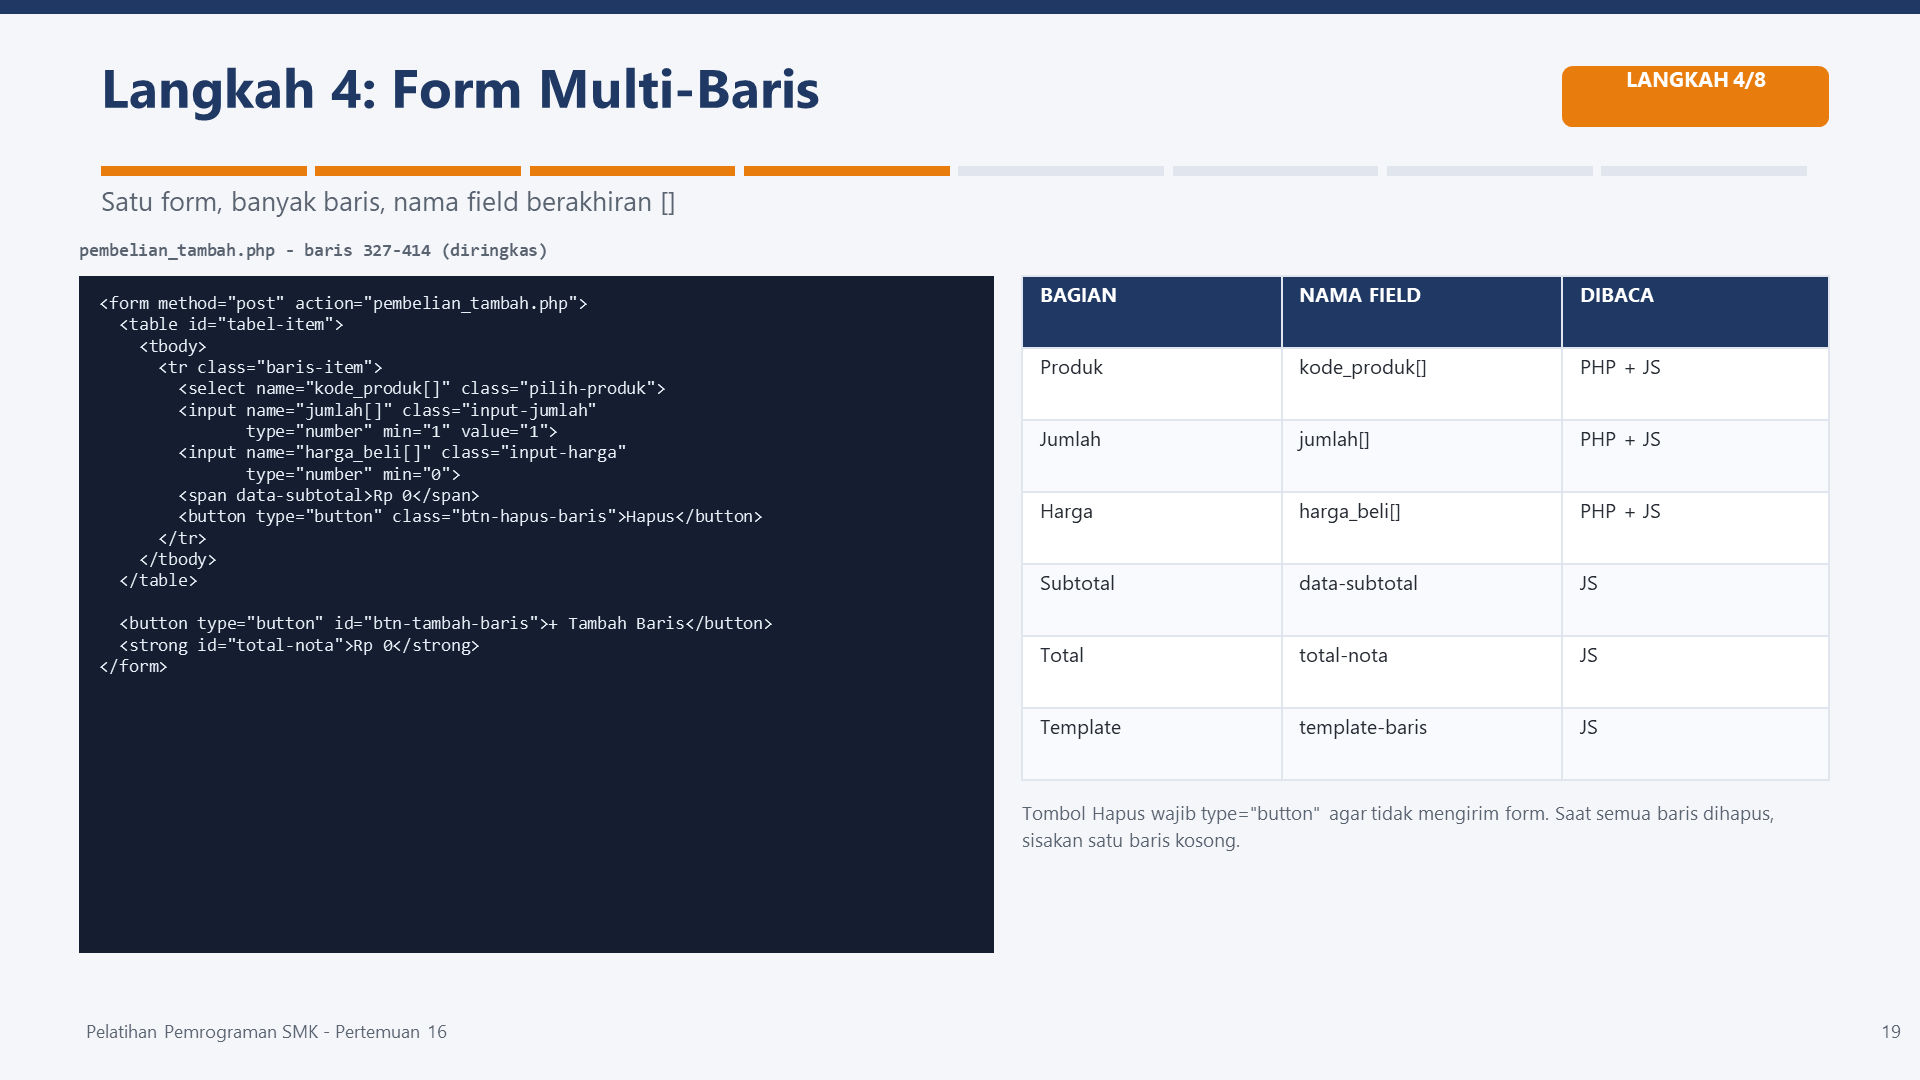 Langkah 4: Form Multi-Baris
LANGKAH 4/8
Satu form, banyak baris, nama field berakhiran []
pembelian_tambah.php - baris 327-414 (diringkas)
<form method="post" action="pembelian_tambah.php">
  <table id="tabel-item">
    <tbody>
      <tr class="baris-item">
        <select name="kode_produk[]" class="pilih-produk">
        <input name="jumlah[]" class="input-jumlah"
               type="number" min="1" value="1">
        <input name="harga_beli[]" class="input-harga"
               type="number" min="0">
        <span data-subtotal>Rp 0</span>
        <button type="button" class="btn-hapus-baris">Hapus</button>
      </tr>
    </tbody>
  </table>
  <button type="button" id="btn-tambah-baris">+ Tambah Baris</button>
  <strong id="total-nota">Rp 0</strong>
</form>
BAGIAN NAMA FIELD DIBACA
Produk kode_produk[] PHP + JS
Jumlah jumlah[] PHP + JS
Harga harga_beli[] PHP + JS
Subtotal data-subtotal JS
Total total-nota JS
Template template-baris JS
Tombol Hapus wajib type="button" agar tidak mengirim form. Saat semua baris dihapus,
sisakan satu baris kosong.
Pelatihan Pemrograman SMK - Pertemuan 16
19